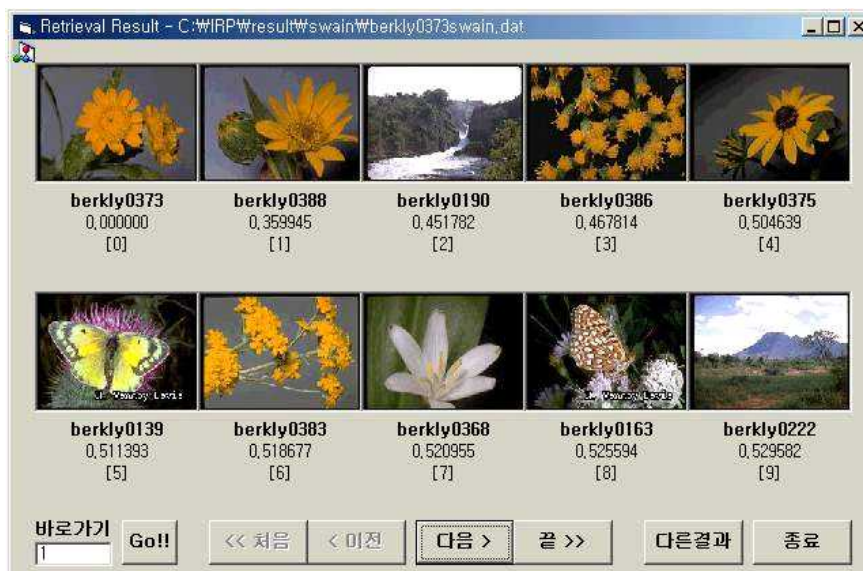 Retrieval Result - C:₩IRP₩result₩swain₩berkly0373swain.dat
berkly0373 berkly0388 berkly0190 berkly0386 berkly0375
0.000000 0.359945 0.451782 0.467814 0.504639
[0] [1] [2] [3] [4]
berkly0139 berkly0383 berkly0368 berkly0163 berkly0222
0.511393 0.518677 0.520955 0.525594 0.529582
[5] [6] [7] [8] [9]
바로가기
1 Go!! << 처음 < 이전 다음 > 끝 >> 다른결과 종료